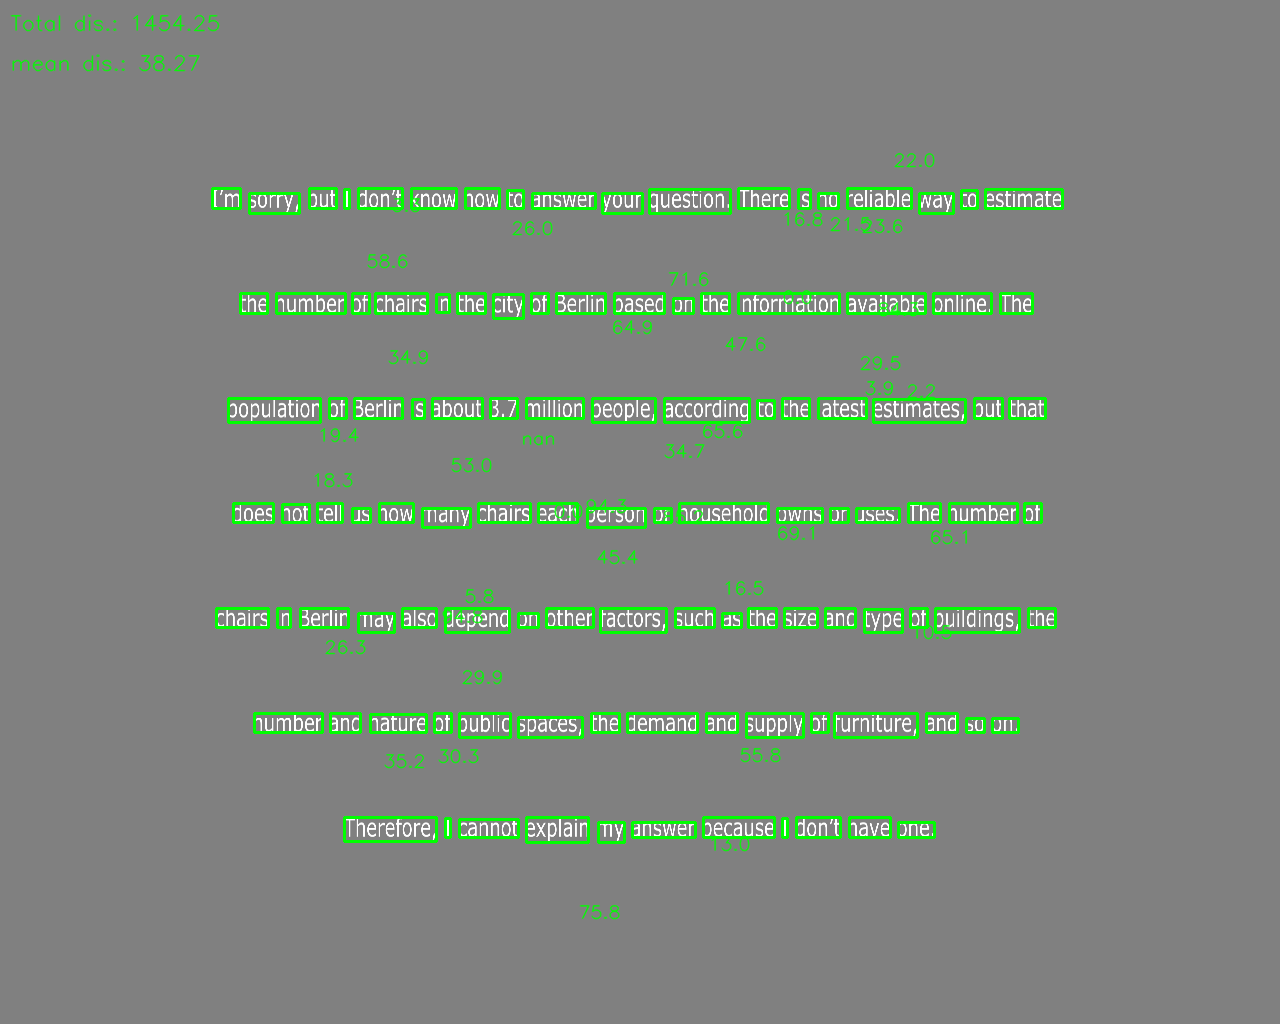 Total dis.: 1454.25
mean dis.: 38.27
22.0
I'm sorry, but I don't know how to answer your question. There is no reliable way to estimate
16.8 21.5 23.6
26.0
58.6
71.6
the number of chairs in the city of Berlin based on the information available online. The
64.9
47.6
34.9
29.5
3.9 2.2
population of Berlin is about 3.7 million people, according to the latest estimates, but that
65.6
19.4
nan
34.7
53.0
18.3
94.3
does not tell us how many chairs each person or household owns or uses. The number of
69.1
65.1
45.4
16.5
5.8
chairs in Berlin may also depend on other factors, such as the size and type of buildings, the
26.3
29.9
number and nature of public spaces, the demand and supply of furniture, and so on.
55.8
30.3
35.2
Therefore, I cannot explain my answer because I don't have one.
13.0
75.8